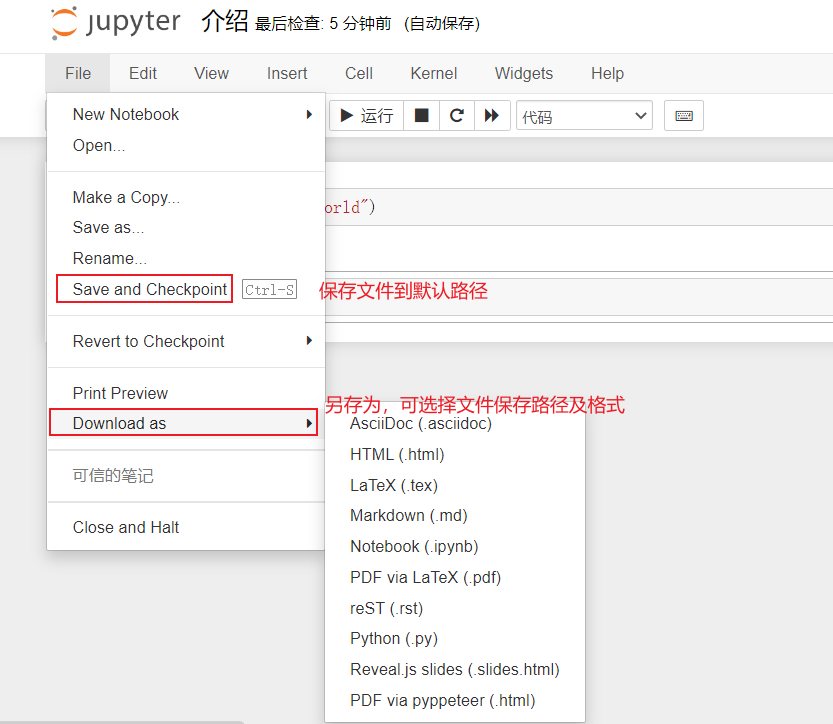 jupyter 介绍 最后检查: 5 分钟前 (自动保存)
File Edit View Insert Cell Kernel Widgets Help
New Notebook
运行 代码
Open...
Make a Copy...
orld")
Save as...
Rename...
Save and Checkpoint Ctrl-S 保存文件到默认路径
Revert to Checkpoint
Print Preview
Download as 另存为，可选择文件保存路径及格式
AsciiDoc (.asciidoc)
HTML (.html)
可信的笔记
LaTeX (.tex)
Markdown (.md)
Close and Halt
Notebook (.ipynb)
PDF via LaTeX (.pdf)
reST (.rst)
Python (.py)
Reveal.js slides (.slides.html)
PDF via pyppeteer (.html)